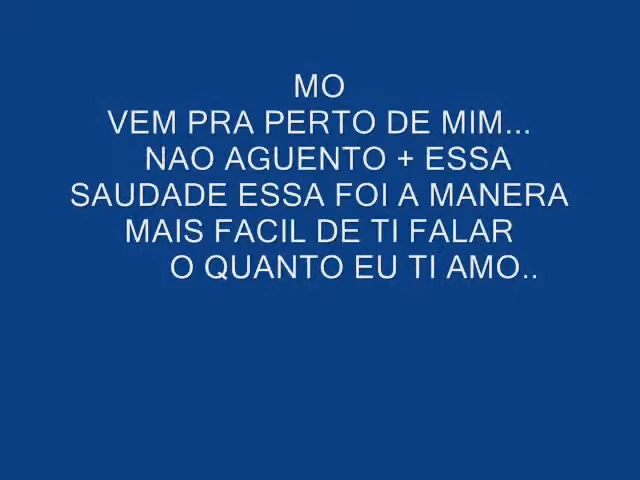 MO
VEM PRA PERTO DE MIM...
NAO AGUENTO + ESSA
SAUDADE ESSA FOI A MANERA
MAIS FACIL DE TI FALAR
O QUANTO EU TI AMO..